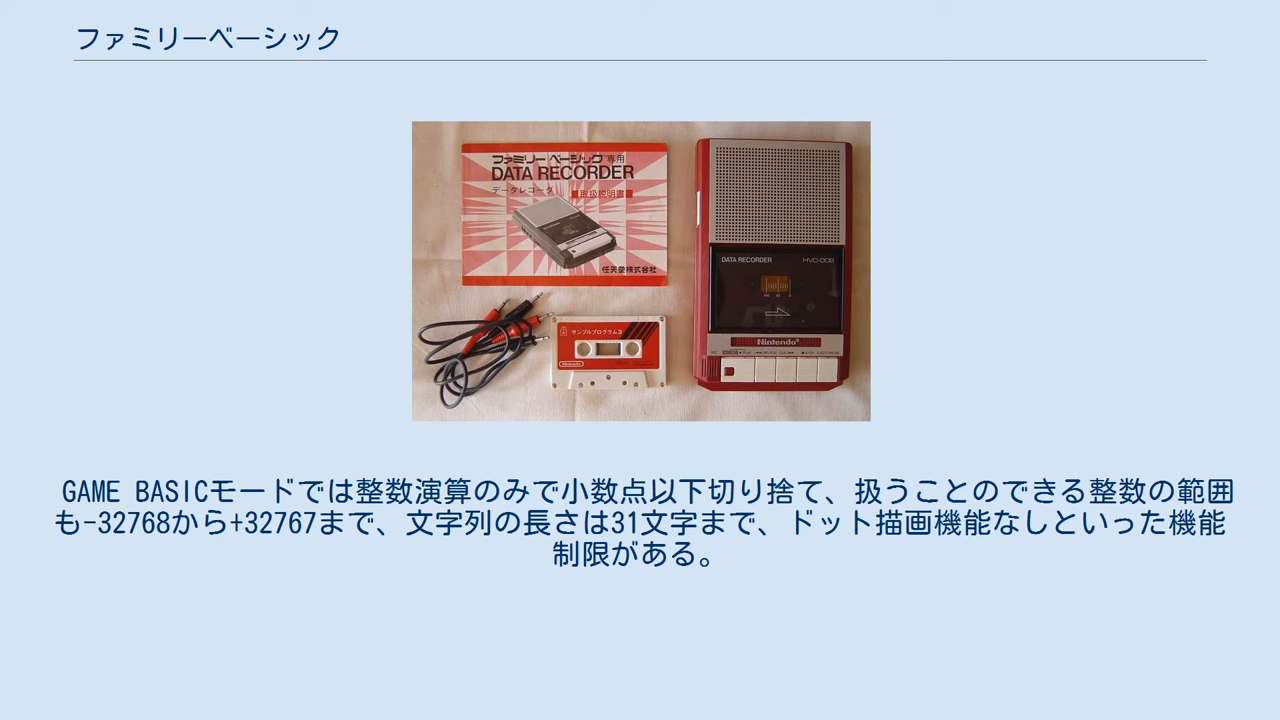 ファミリーベーシック
ファミリーベーシック専用
DATA RECORDER
データレコーダ
■取扱説明書■
任天堂株式会社
DATA RECORDER HVC-008
Nintendo
サンプルプログラム3
Nintendo
GAME BASICモードでは整数演算のみで小数点以下切り捨て、扱うことのできる整数の範囲
も-32768から+32767まで、文字列の長さは31文字まで、ドット描画機能なしといった機能
制限がある。